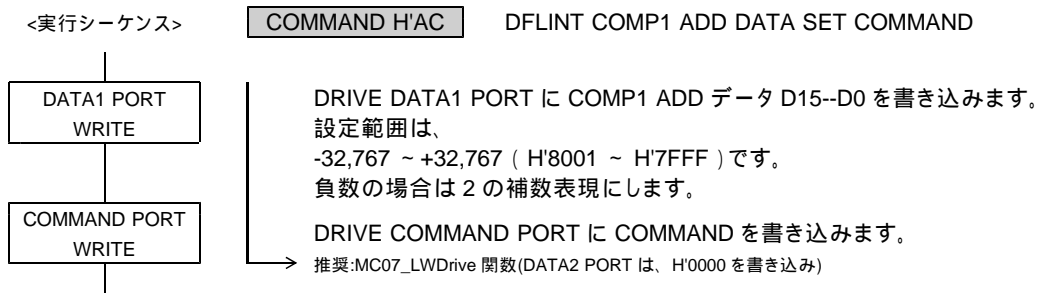 <実行シーケンス> COMMAND H'AC DFLINT COMP1 ADD DATA SET COMMAND
DATA1 PORT
WRITE
DRIVE DATA1 PORT に COMP1 ADD データ D15--D0 を書き込みます。
設定範囲は、
-32,767 ~ +32,767 ( H'8001 ~ H'7FFF ) です。
負数の場合は 2 の補数表現にします。
COMMAND PORT
WRITE
DRIVE COMMAND PORT に COMMAND を書き込みます。
推奨:MC07_LWDrive 関数(DATA2 PORT は、H'0000 を書き込み)